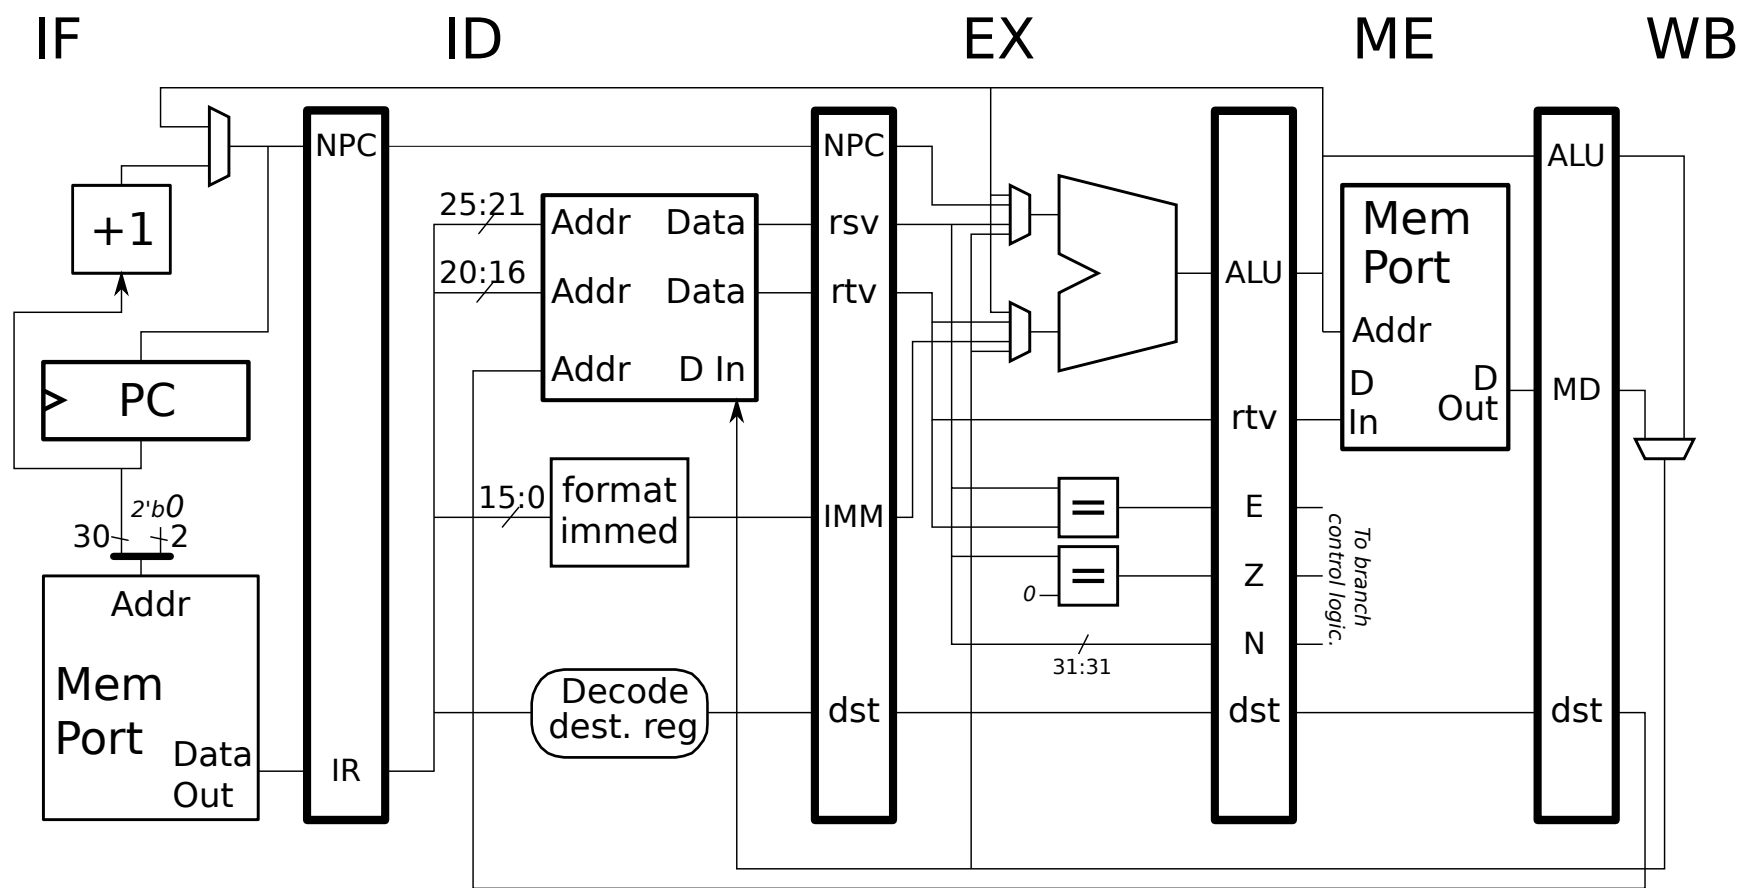 IF
ID
EX
ME
WB
NPC
+1
PC
2'b0
30
2
Addr
Mem
Port
Data
Out
IR
25:21
20:16
Addr
Data
Addr
Data
Addr
D In
15:0
format
immed
Decode
dest. reg
NPC
rsv
rtv
IMM
dst
=
=
0
31:31
ALU
rtv
E
Z
N
dst
To branch
control logic.
Mem
Port
Addr
D
In
D
Out
ALU
MD
dst